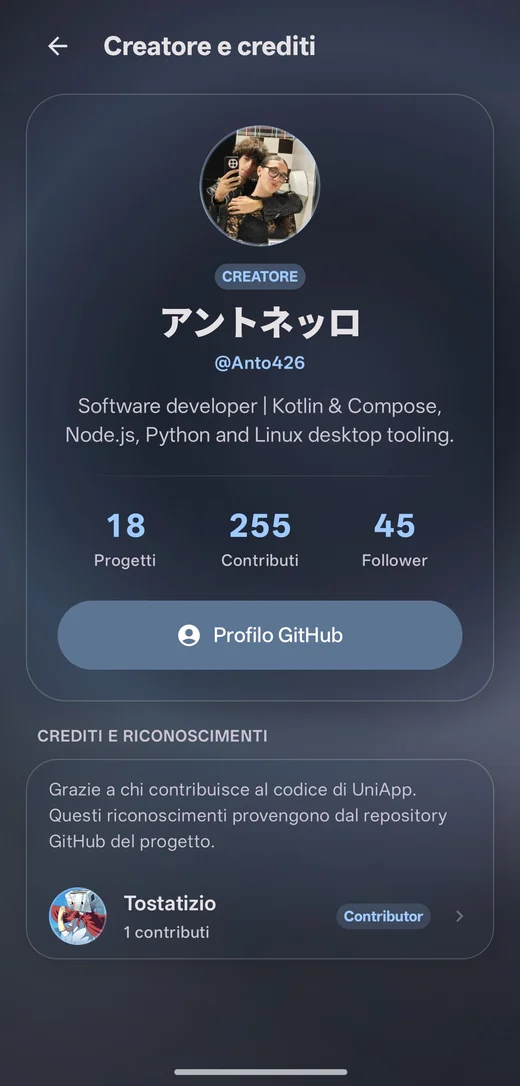 Creatore e crediti
CREATORE
アントネッロ
@Anto426
Software developer | Kotlin & Compose,
Node.js, Python and Linux desktop tooling.
18 255 45
Progetti Contributi Follower
Profilo GitHub
CREDITI E RICONOSCIMENTI
Grazie a chi contribuisce al codice di UniApp.
Questi riconoscimenti provengono dal repository
GitHub del progetto.
Tostatizio
1 contributi
Contributor